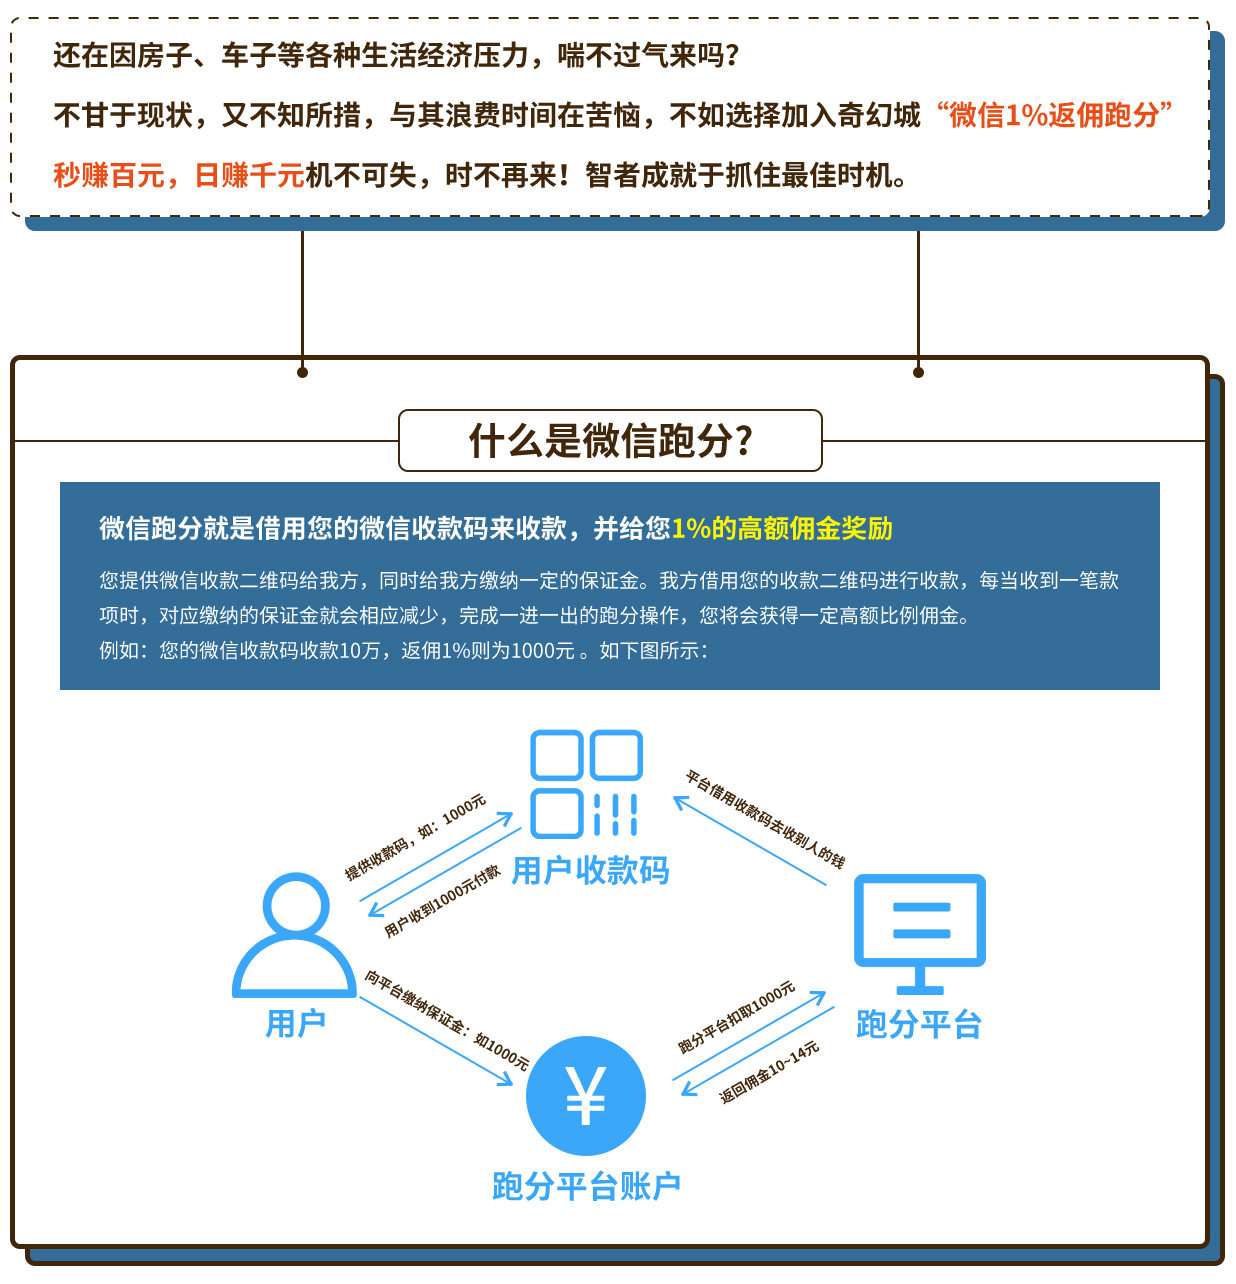 还在因房子、车子等各种生活经济压力，喘不过气来吗？
不甘于现状，又不知所措，与其浪费时间在苦恼，不如选择加入奇幻城“微信1%返佣跑分”
秒赚百元，日赚千元机不可失，时不再来！智者成就于抓住最佳时机。
什么是微信跑分？
微信跑分就是借用您的微信收款码来收款，并给您1%的高额佣金奖励
您提供微信收款二维码给我方，同时给我方缴纳一定的保证金。我方借用您的收款二维码进行收款，每当收到一笔款
项时，对应缴纳的保证金就会相应减少，完成一进一出的跑分操作，您将会获得一定高额比例佣金。
例如：您的微信收款码收款10万，返佣1%则为1000元 。如下图所示：
提供收款码，如：1000元
用户收到1000元付款
用户收款码
平台借用收款码去收别人的钱
用户
跑分平台
向平台缴纳保证金：如1000元
跑分平台扣取1000元
返回佣金10~14元
¥
跑分平台账户